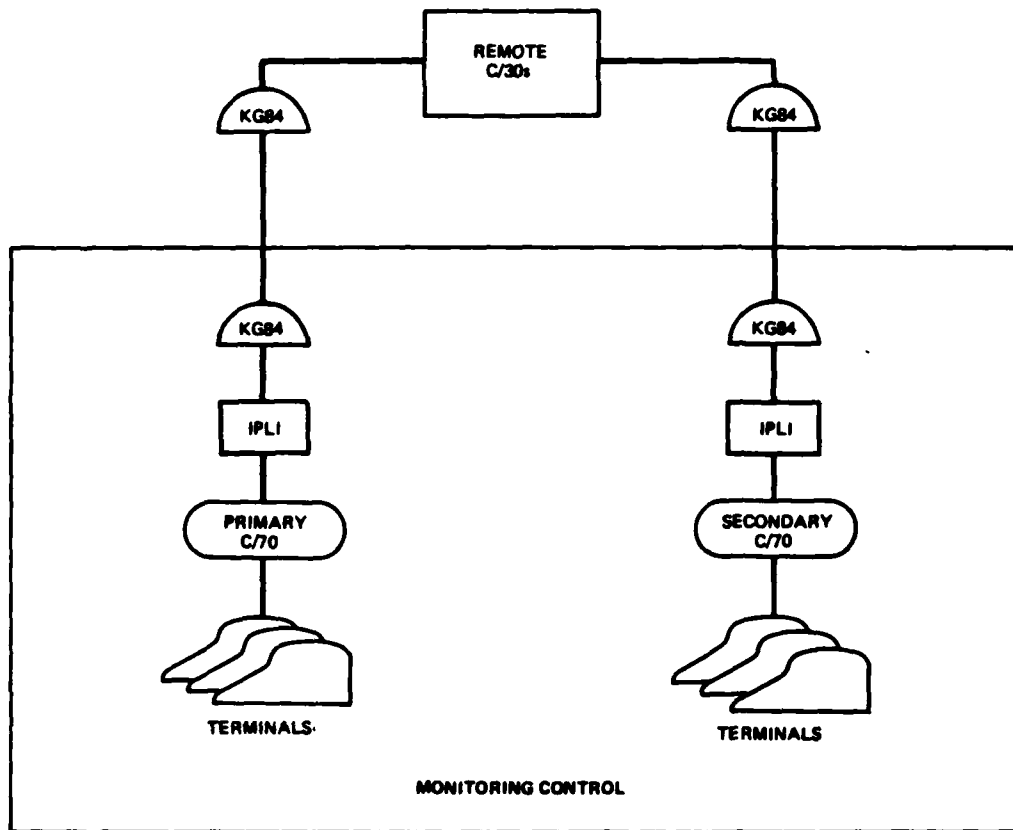 REMOTE
C/30s
KG84
KG84
KG84
KG84
IPLI
IPLI
PRIMARY
C/70
SECONDARY
C/70
TERMINALS
TERMINALS
MONITORING CONTROL